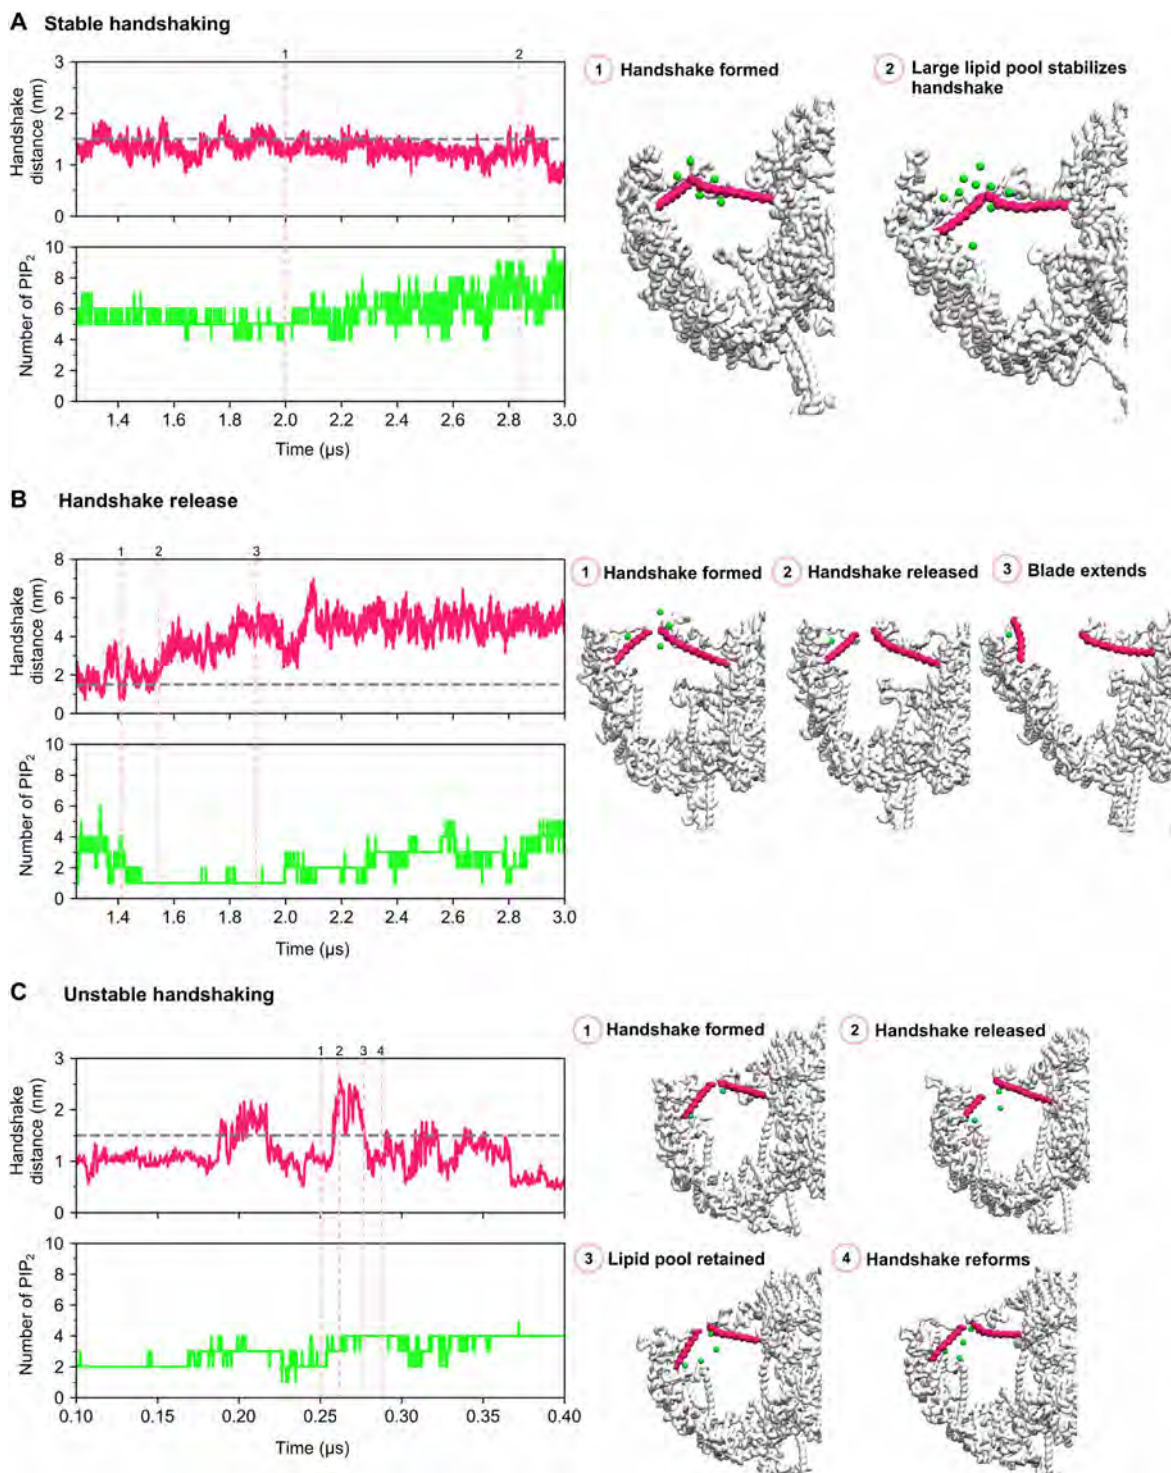 A Stable handshaking
1 2
3
2
1
0
Handshake
distance (nm)
10
8
6
4
2
0
Number of PIP₂
1.4 1.6 1.8 2.0 2.2 2.4 2.6 2.8 3.0
Time (µs)
1 Handshake formed
2 Large lipid pool stabilizes
handshake
B Handshake release
1 2 3
8
6
4
2
0
Handshake
distance (nm)
10
8
6
4
2
0
Number of PIP₂
1.4 1.6 1.8 2.0 2.2 2.4 2.6 2.8 3.0
Time (µs)
1 Handshake formed
2 Handshake released
3 Blade extends
C Unstable handshaking
1 2 3 4
3
2
1
0
Handshake
distance (nm)
10
8
6
4
2
0
Number of PIP₂
0.10 0.15 0.20 0.25 0.30 0.35 0.40
Time (µs)
1 Handshake formed
2 Handshake released
3 Lipid pool retained
4 Handshake reforms